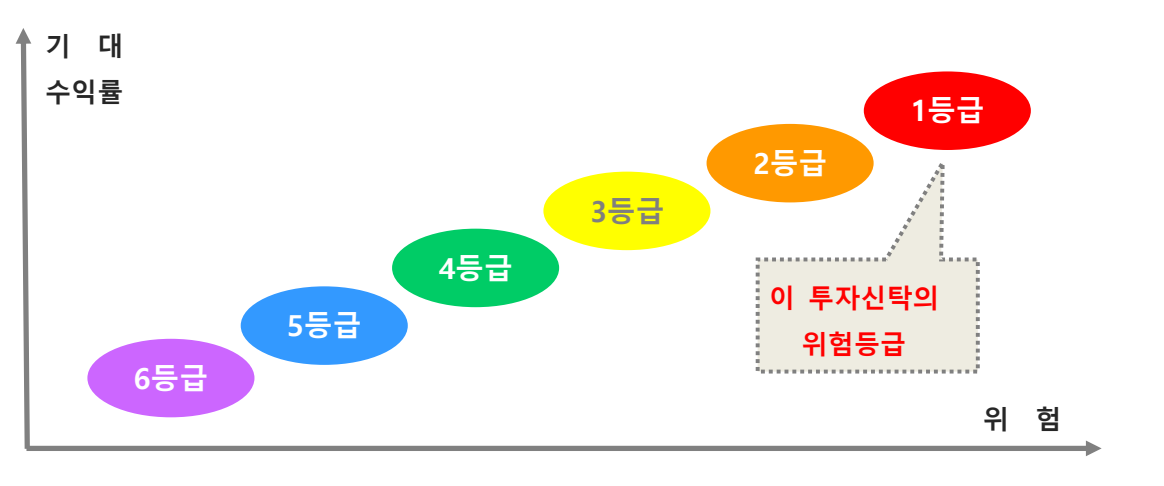 기 대
수익률
1등급
2등급
3등급
4등급
5등급
6등급
이 투자신탁의
위험등급
위 험